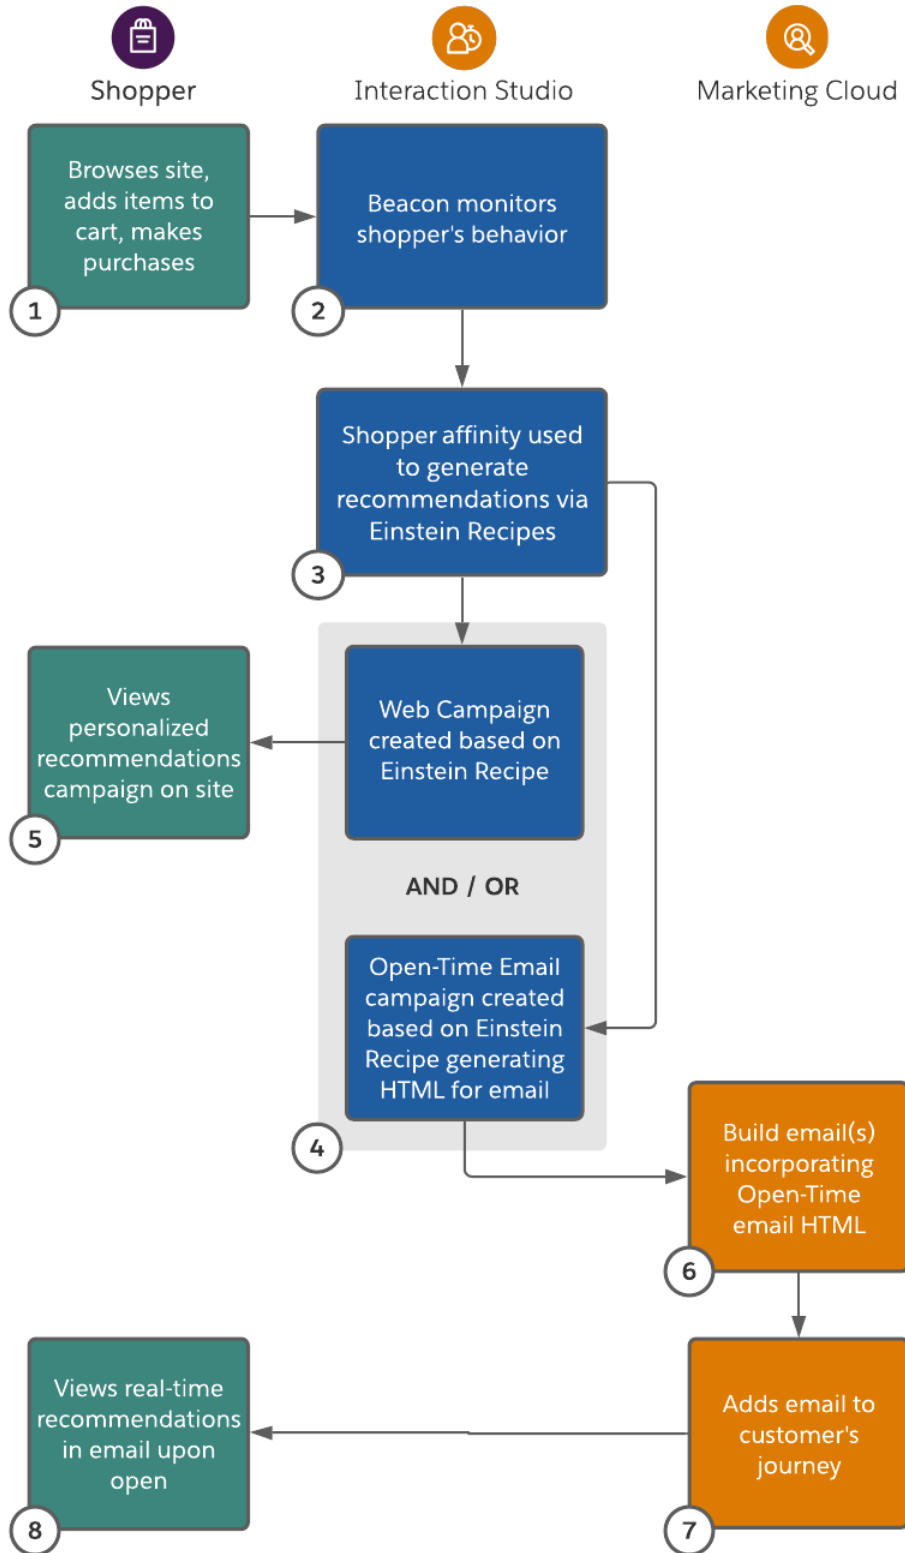 Shopper
Interaction Studio
Marketing Cloud
Browses site,
adds items to
cart, makes
purchases
1
Beacon monitors
shopper's behavior
2
Shopper affinity used
to generate
recommendations via
Einstein Recipes
3
Web Campaign
created based on
Einstein Recipe
Views
personalized
recommendations
campaign on site
5
AND / OR
Open-Time Email
campaign created
based on Einstein
Recipe generating
HTML for email
4
Build email(s)
incorporating
Open-Time
email HTML
6
Adds email to
customer's
journey
7
Views real-time
recommendations
in email upon
open
8